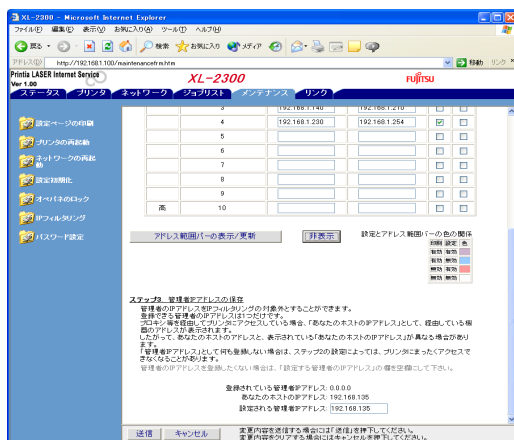 XL-2300 - Microsoft Internet Explorer
ファイル(F) 編集(E) 表示(V) お気に入り(A) ツール(T) ヘルプ(H)
戻る 検索 お気に入り メディア
アドレス(D) http://192.168.1.100/maintenancefrm.htm 移動 リンク
Printia LASER Internet Service
Ver 1.00
XL-2300
FUJITSU
ステータス プリンタ ネットワーク ジョブリスト メンテナンス リンク
設定ページの印刷
プリンタの再起動
ネットワークの再起動
設定初期化
オペパネのロック
IPフィルタリング
パスワード設定
3 192.168.1.140 192.168.1.210
4 192.168.1.230 192.168.1.254
5
6
7
8
9
高 10
アドレス範囲バーの表示/更新 非表示 設定とアドレス範囲バーの色の関係
印刷 設定 色
有効 有効
有効 無効
無効 有効
無効 無効
ステップ3. 管理者IPアドレスの保存
管理者のIPアドレスをIPフィルタリングの対象外とすることができます。
登録できる管理者のIPアドレスは1つだけです。
プロキシ等を経由してプリンタにアクセスしている場合、「あなたのホストのIPアドレス」として、経由している機
器のアドレスが表示されます。
したがって、あなたのホストのアドレスと、表示されている「あなたのホストのIPアドレス」が異なる場合があり
ます。
「管理者IPアドレス」として何も登録しない場合は、ステップ2の設定によっては、プリンタにまったくアクセスで
きなくなることがあります。
管理者のIPアドレスを登録したくない場合は、「設定する管理者のIPアドレス」の欄を空欄にして下さい。
登録されている管理者IPアドレス: 0.0.0.0
あなたのホストのIPアドレス: 192.168.135
設定される管理者IPアドレス: 192.168.135
送信 キャンセル 変更内容を送信する場合には「送信」を押下してください。
変更内容をクリアする場合にはキャンセルを押下してください。